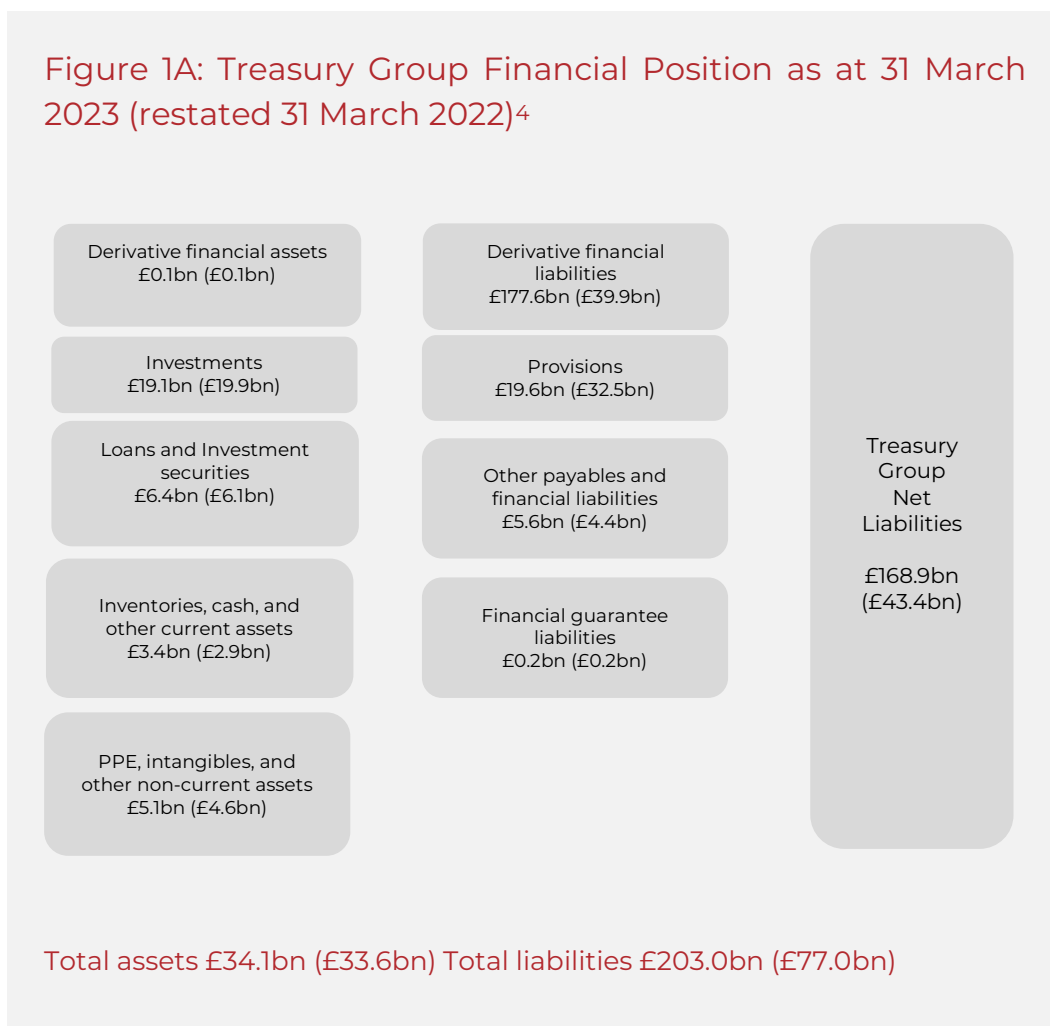 Figure 1A: Treasury Group Financial Position as at 31 March
2023 (restated 31 March 2022)⁴
Derivative financial assets
£0.1bn (£0.1bn)
Investments
£19.1bn (£19.9bn)
Loans and Investment
securities
£6.4bn (£6.1bn)
Inventories, cash, and
other current assets
£3.4bn (£2.9bn)
PPE, intangibles, and
other non-current assets
£5.1bn (£4.6bn)
Derivative financial
liabilities
£177.6bn (£39.9bn)
Provisions
£19.6bn (£32.5bn)
Other payables and
financial liabilities
£5.6bn (£4.4bn)
Financial guarantee
liabilities
£0.2bn (£0.2bn)
Treasury
Group
Net
Liabilities
£168.9bn
(£43.4bn)
Total assets £34.1bn (£33.6bn) Total liabilities £203.0bn (£77.0bn)